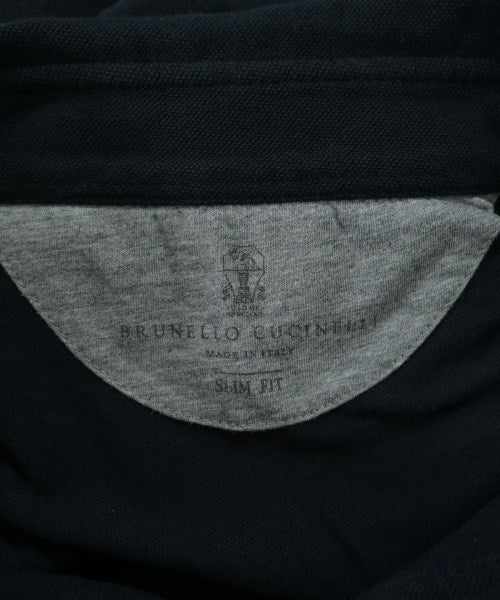 BRUNELLO CUCINELLI
MADE IN ITALY
SLIM FIT